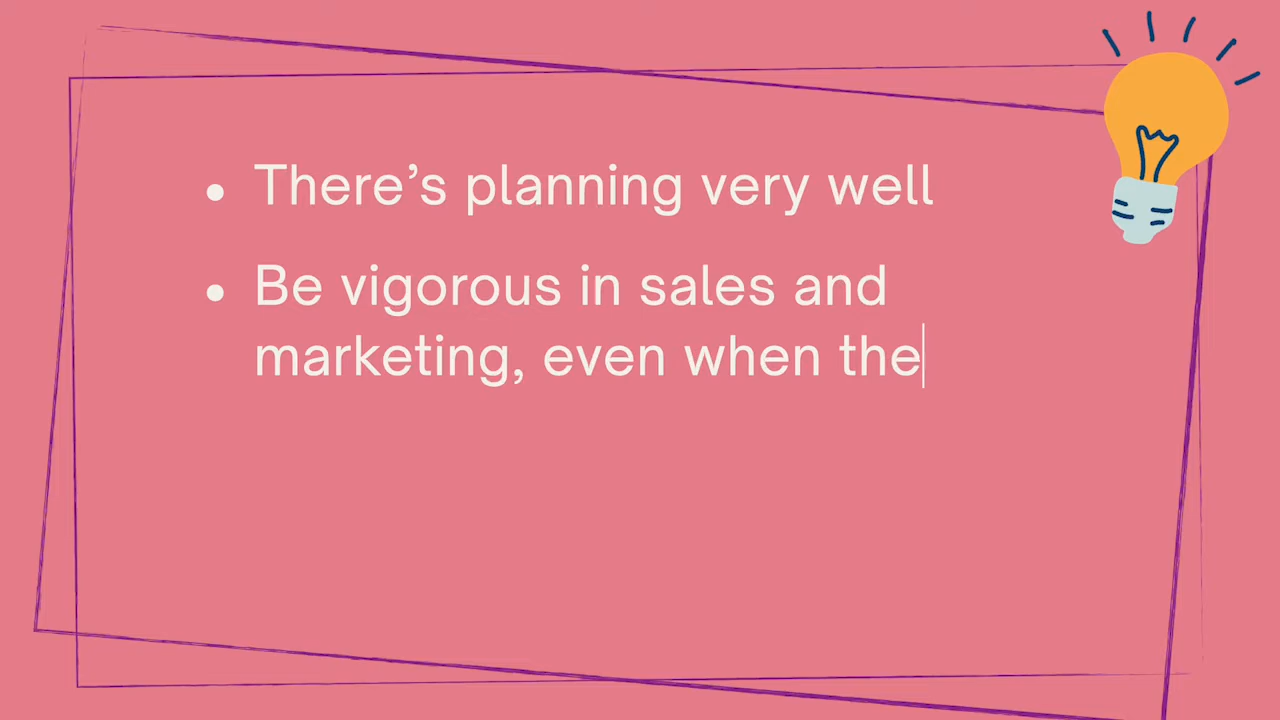 • There’s planning very well
• Be vigorous in sales and
marketing, even when the